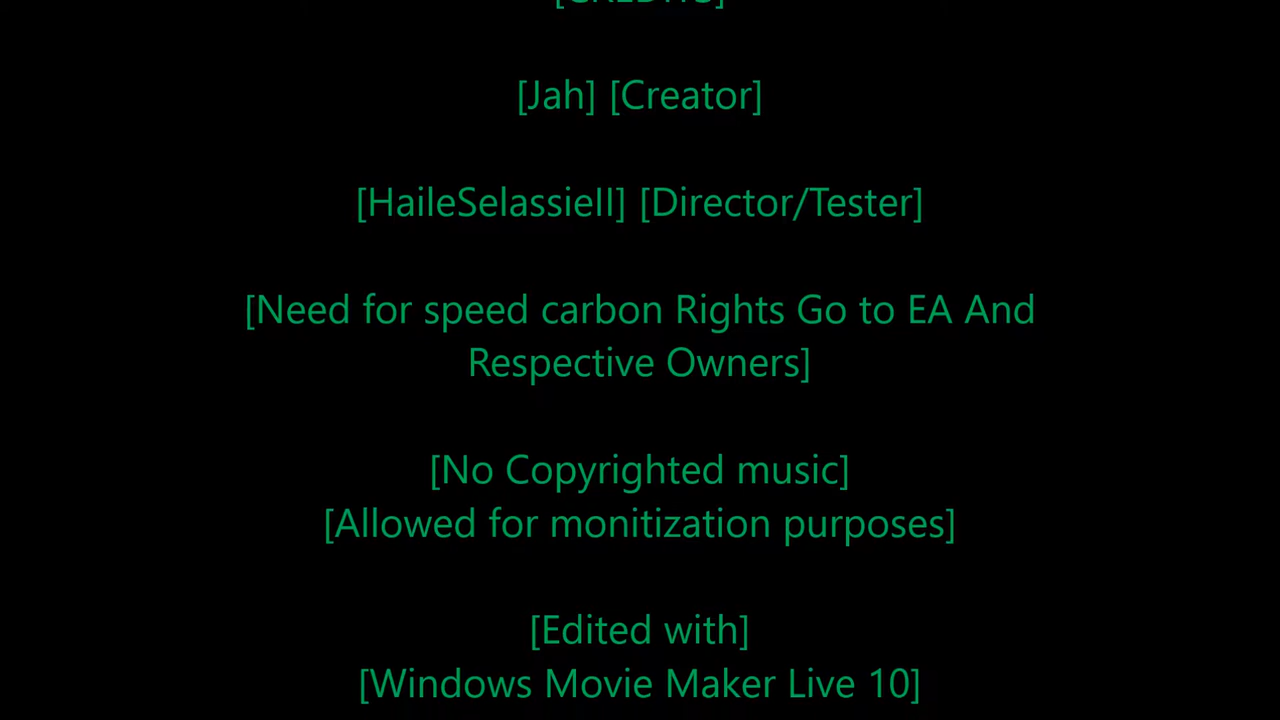 [CREDITS]
[Jah] [Creator]
[HaileSelassieII] [Director/Tester]
[Need for speed carbon Rights Go to EA And
Respective Owners]
[No Copyrighted music]
[Allowed for monitization purposes]
[Edited with]
[Windows Movie Maker Live 10]